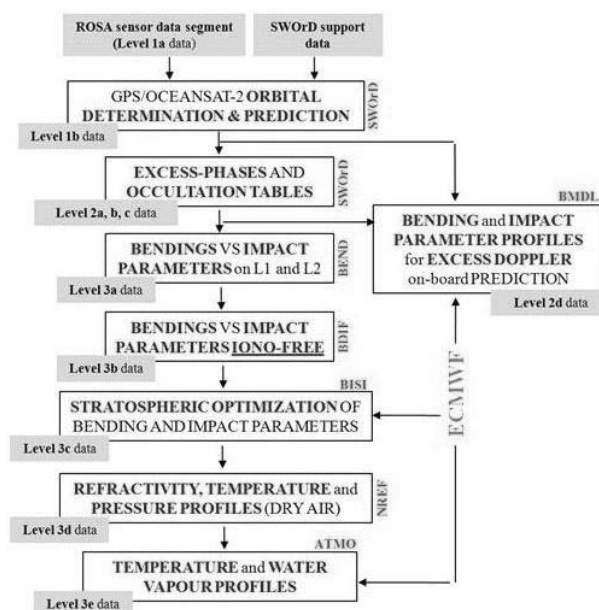 ROSA sensor data segment
(Level 1a data)
SWOrD support
data
GPS/OCEANSAT-2 ORBITAL
DETERMINATION & PREDICTION
SWOrD
Level 1b data
EXCESS-PHASES AND
OCCULTATION TABLES
SWOrD
Level 2a, b, c data
BMDL
BENDING and IMPACT
PARAMETER PROFILES
for EXCESS DOPPLER
on-board PREDICTION
Level 2d data
BENDINGS VS IMPACT
PARAMETERS on L1 and L2
BEND
Level 3a data
BENDINGS VS IMPACT
PARAMETERS IONO-FREE
BDIF
Level 3b data
ECMWF
BISI
STRATOSPHERIC OPTIMIZATION OF
BENDING AND IMPACT PARAMETERS
Level 3c data
REFRACTIVITY, TEMPERATURE and
PRESSURE PROFILES (DRY AIR)
NREF
Level 3d data
ATMO
TEMPERATURE and WATER
VAPOUR PROFILES
Level 3e data